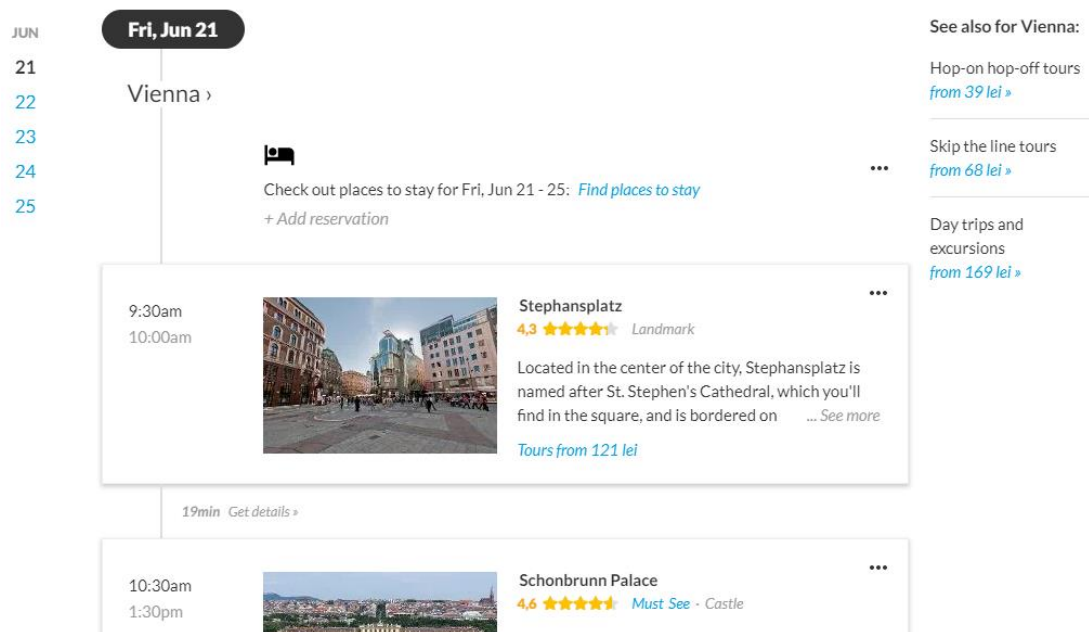 JUN
21
22
23
24
25
Fri, Jun 21
Vienna ›
Check out places to stay for Fri, Jun 21 - 25: Find places to stay
+ Add reservation
9:30am
10:00am
Stephansplatz
4,3 Landmark
Located in the center of the city, Stephansplatz is
named after St. Stephen's Cathedral, which you'll
find in the square, and is bordered on ... See more
Tours from 121 lei
19min Get details »
10:30am
1:30pm
Schonbrunn Palace
4,6 Must See · Castle
See also for Vienna:
Hop-on hop-off tours
from 39 lei »
Skip the line tours
from 68 lei »
Day trips and
excursions
from 169 lei »